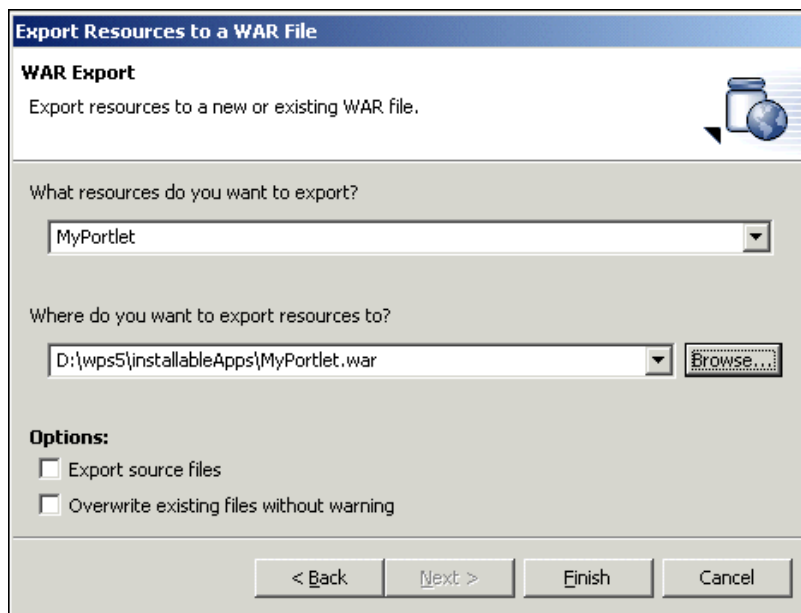 Export Resources to a WAR File
WAR Export
Export resources to a new or existing WAR file.
What resources do you want to export?
MyPortlet
Where do you want to export resources to?
D:\wps5\installableApps\MyPortlet.war
Browse...
Options:
Export source files
Overwrite existing files without warning
< Back Next > Finish Cancel